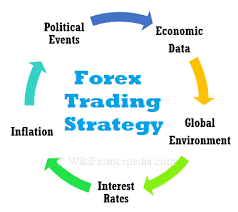 Political
Events
Economic
Data
Forex
Trading
Strategy
Global
Environment
Inflation
© WikiFinancepedia.com
Interest
Rates